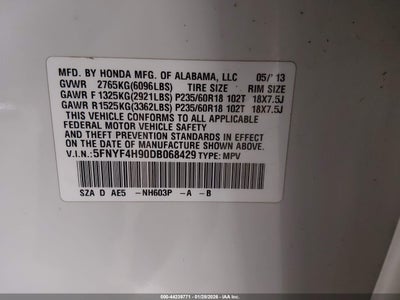 MFD. BY HONDA MFG. OF ALABAMA, LLC 05/'13
GVWR 2765KG(6096LBS) TIRE SIZE RIM SIZE
GAWR F 1325KG(2921LBS) P235/60R18 102T 18X7.5J
GAWR R 1525KG(3362LBS) P235/60R18 102T 18X7.5J
THIS VEHICLE CONFORMS TO ALL APPLICABLE
FEDERAL MOTOR VEHICLE SAFETY, BUMPER,
AND THEFT PREVENTION STANDARDS IN EFFECT
ON THE DATE OF MANUFACTURE SHOWN ABOVE.
V.I.N.:5FNYF4H90DB068429 TYPE: MPV
SZA D AE5 -NH603P -A -B
500-44239771 - 01/29/2026 - IAA Inc.